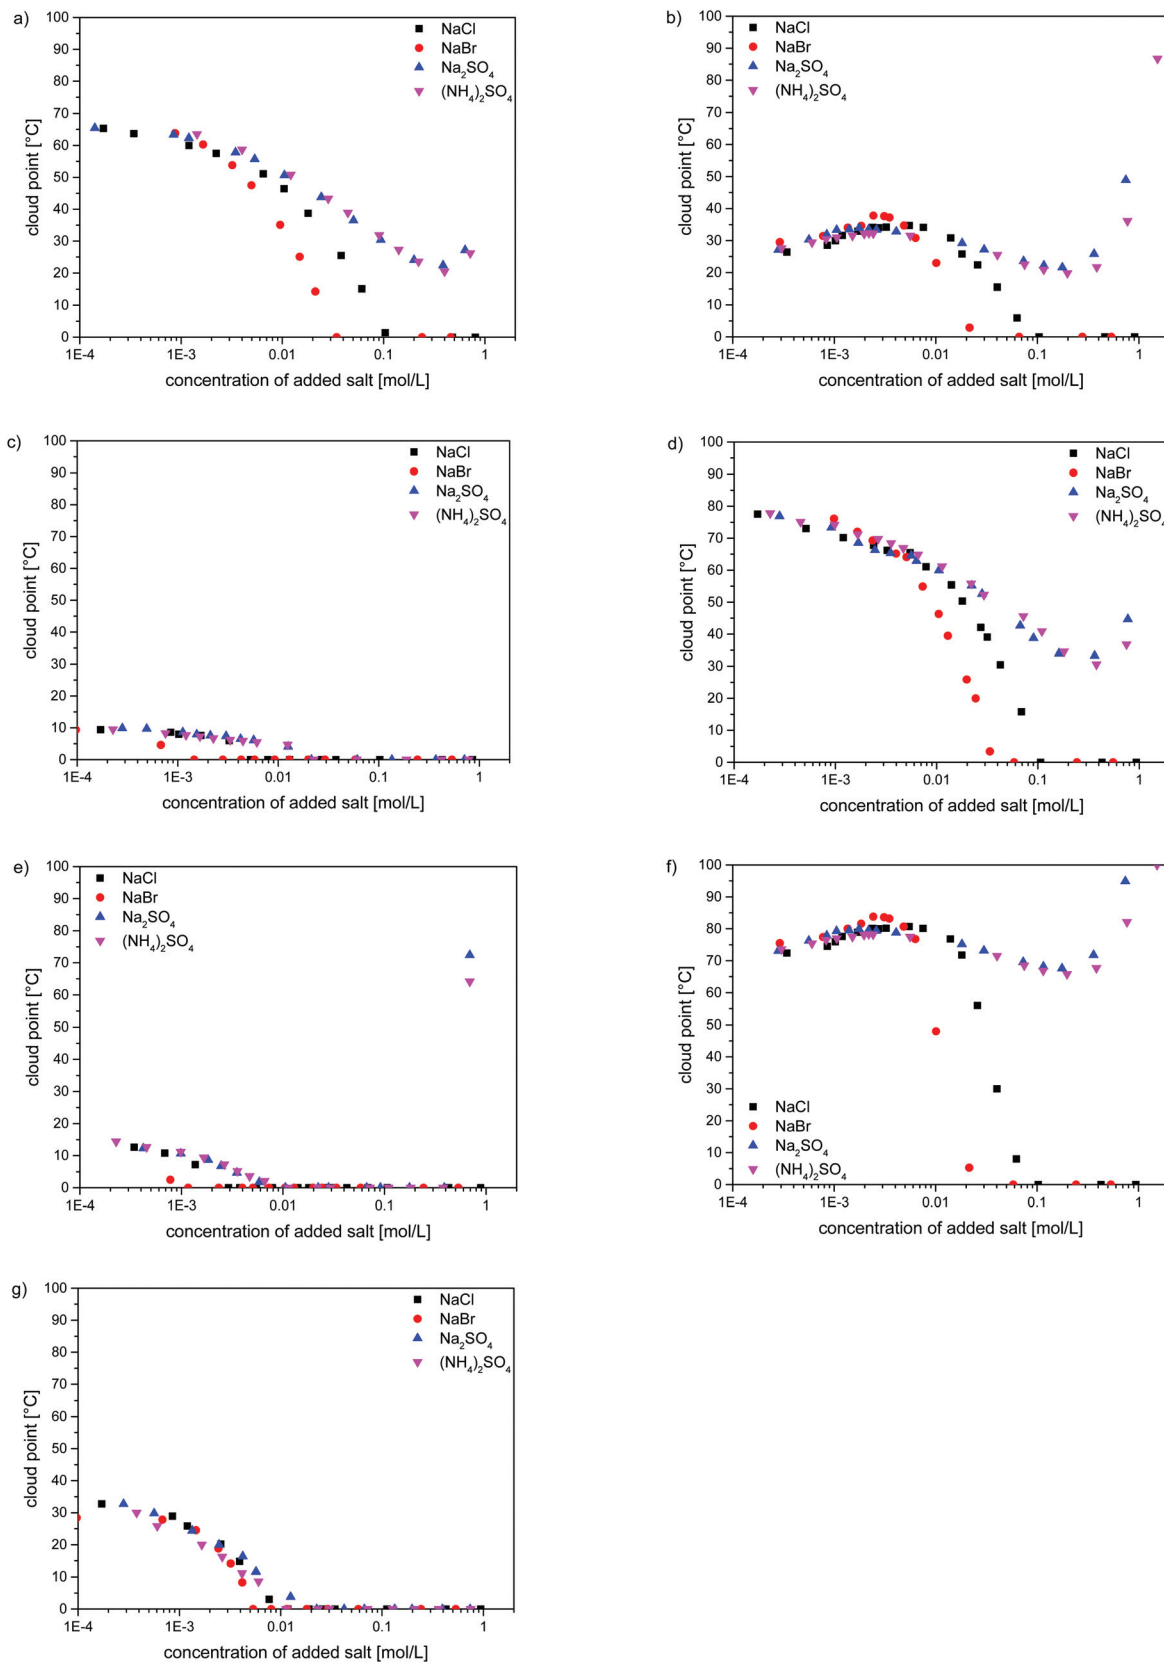 a)
NaCl
NaBr
Na₂SO₄
(NH₄)₂SO₄
100
90
80
70
60
50
40
30
20
10
0
cloud point [°C]
1E-4
1E-3
0.01
0.1
1
concentration of added salt [mol/L]
b)
NaCl
NaBr
Na₂SO₄
(NH₄)₂SO₄
100
90
80
70
60
50
40
30
20
10
0
cloud point [°C]
1E-4
1E-3
0.01
0.1
concentration of added salt [mol/L]
c)
NaCl
NaBr
Na₂SO₄
(NH₄)₂SO₄
100
90
80
70
60
50
40
30
20
10
0
cloud point [°C]
1E-4
1E-3
0.01
0.1
1
concentration of added salt [mol/L]
d)
NaCl
NaBr
Na₂SO₄
(NH₄)₂SO₄
100
90
80
70
60
50
40
30
20
10
0
cloud point [°C]
1E-4
1E-3
0.01
0.1
1
concentration of added salt [mol/L]
e)
NaCl
NaBr
Na₂SO₄
(NH₄)₂SO₄
100
90
80
70
60
50
40
30
20
10
0
cloud point [°C]
1E-4
1E-3
0.01
0.1
1
concentration of added salt [mol/L]
f)
100
90
80
70
60
50
40
30
20
10
0
cloud point [°C]
NaCl
NaBr
Na₂SO₄
(NH₄)₂SO₄
1E-4
1E-3
0.01
0.1
1
concentration of added salt [mol/L]
g)
NaCl
NaBr
Na₂SO₄
(NH₄)₂SO₄
100
90
80
70
60
50
40
30
20
10
0
cloud point [°C]
1E-4
1E-3
0.01
0.1
1
concentration of added salt [mol/L]